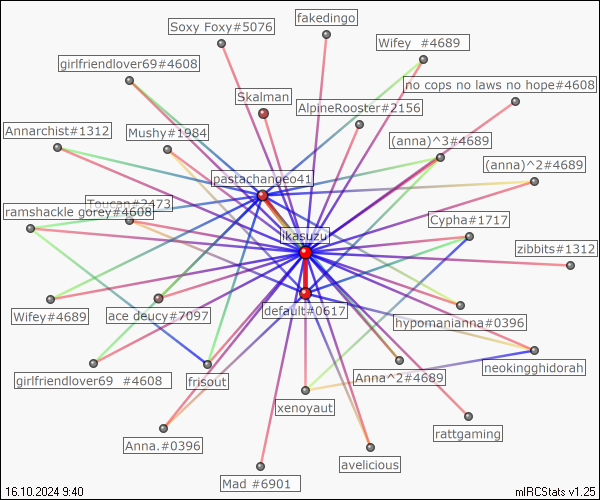 fakedingo
Soxy Foxy#5076
Wifey  #4689
girlfriendlover69#4608
no cops no laws no hope#4608
Skalman
AlpineRooster#2156
Annarchist#1312
Mushy#1984
(anna)^3#4689
(anna)^2#4689
pastachangeo41
Toucan#2473
ramshackle gorey#4608
Cypha#1717
ikasuzu
zibbits#1312
Wifey#4689
ace deucy#7097
default#0617
hypomanianna#0396
neokingghidorah
girlfriendlover69  #4608
frisout
Anna^2#4689
xenoyaut
rattgaming
Anna.#0396
avelicious
Mad #6901
16.10.2024 9:40
mIRCStats v1.25